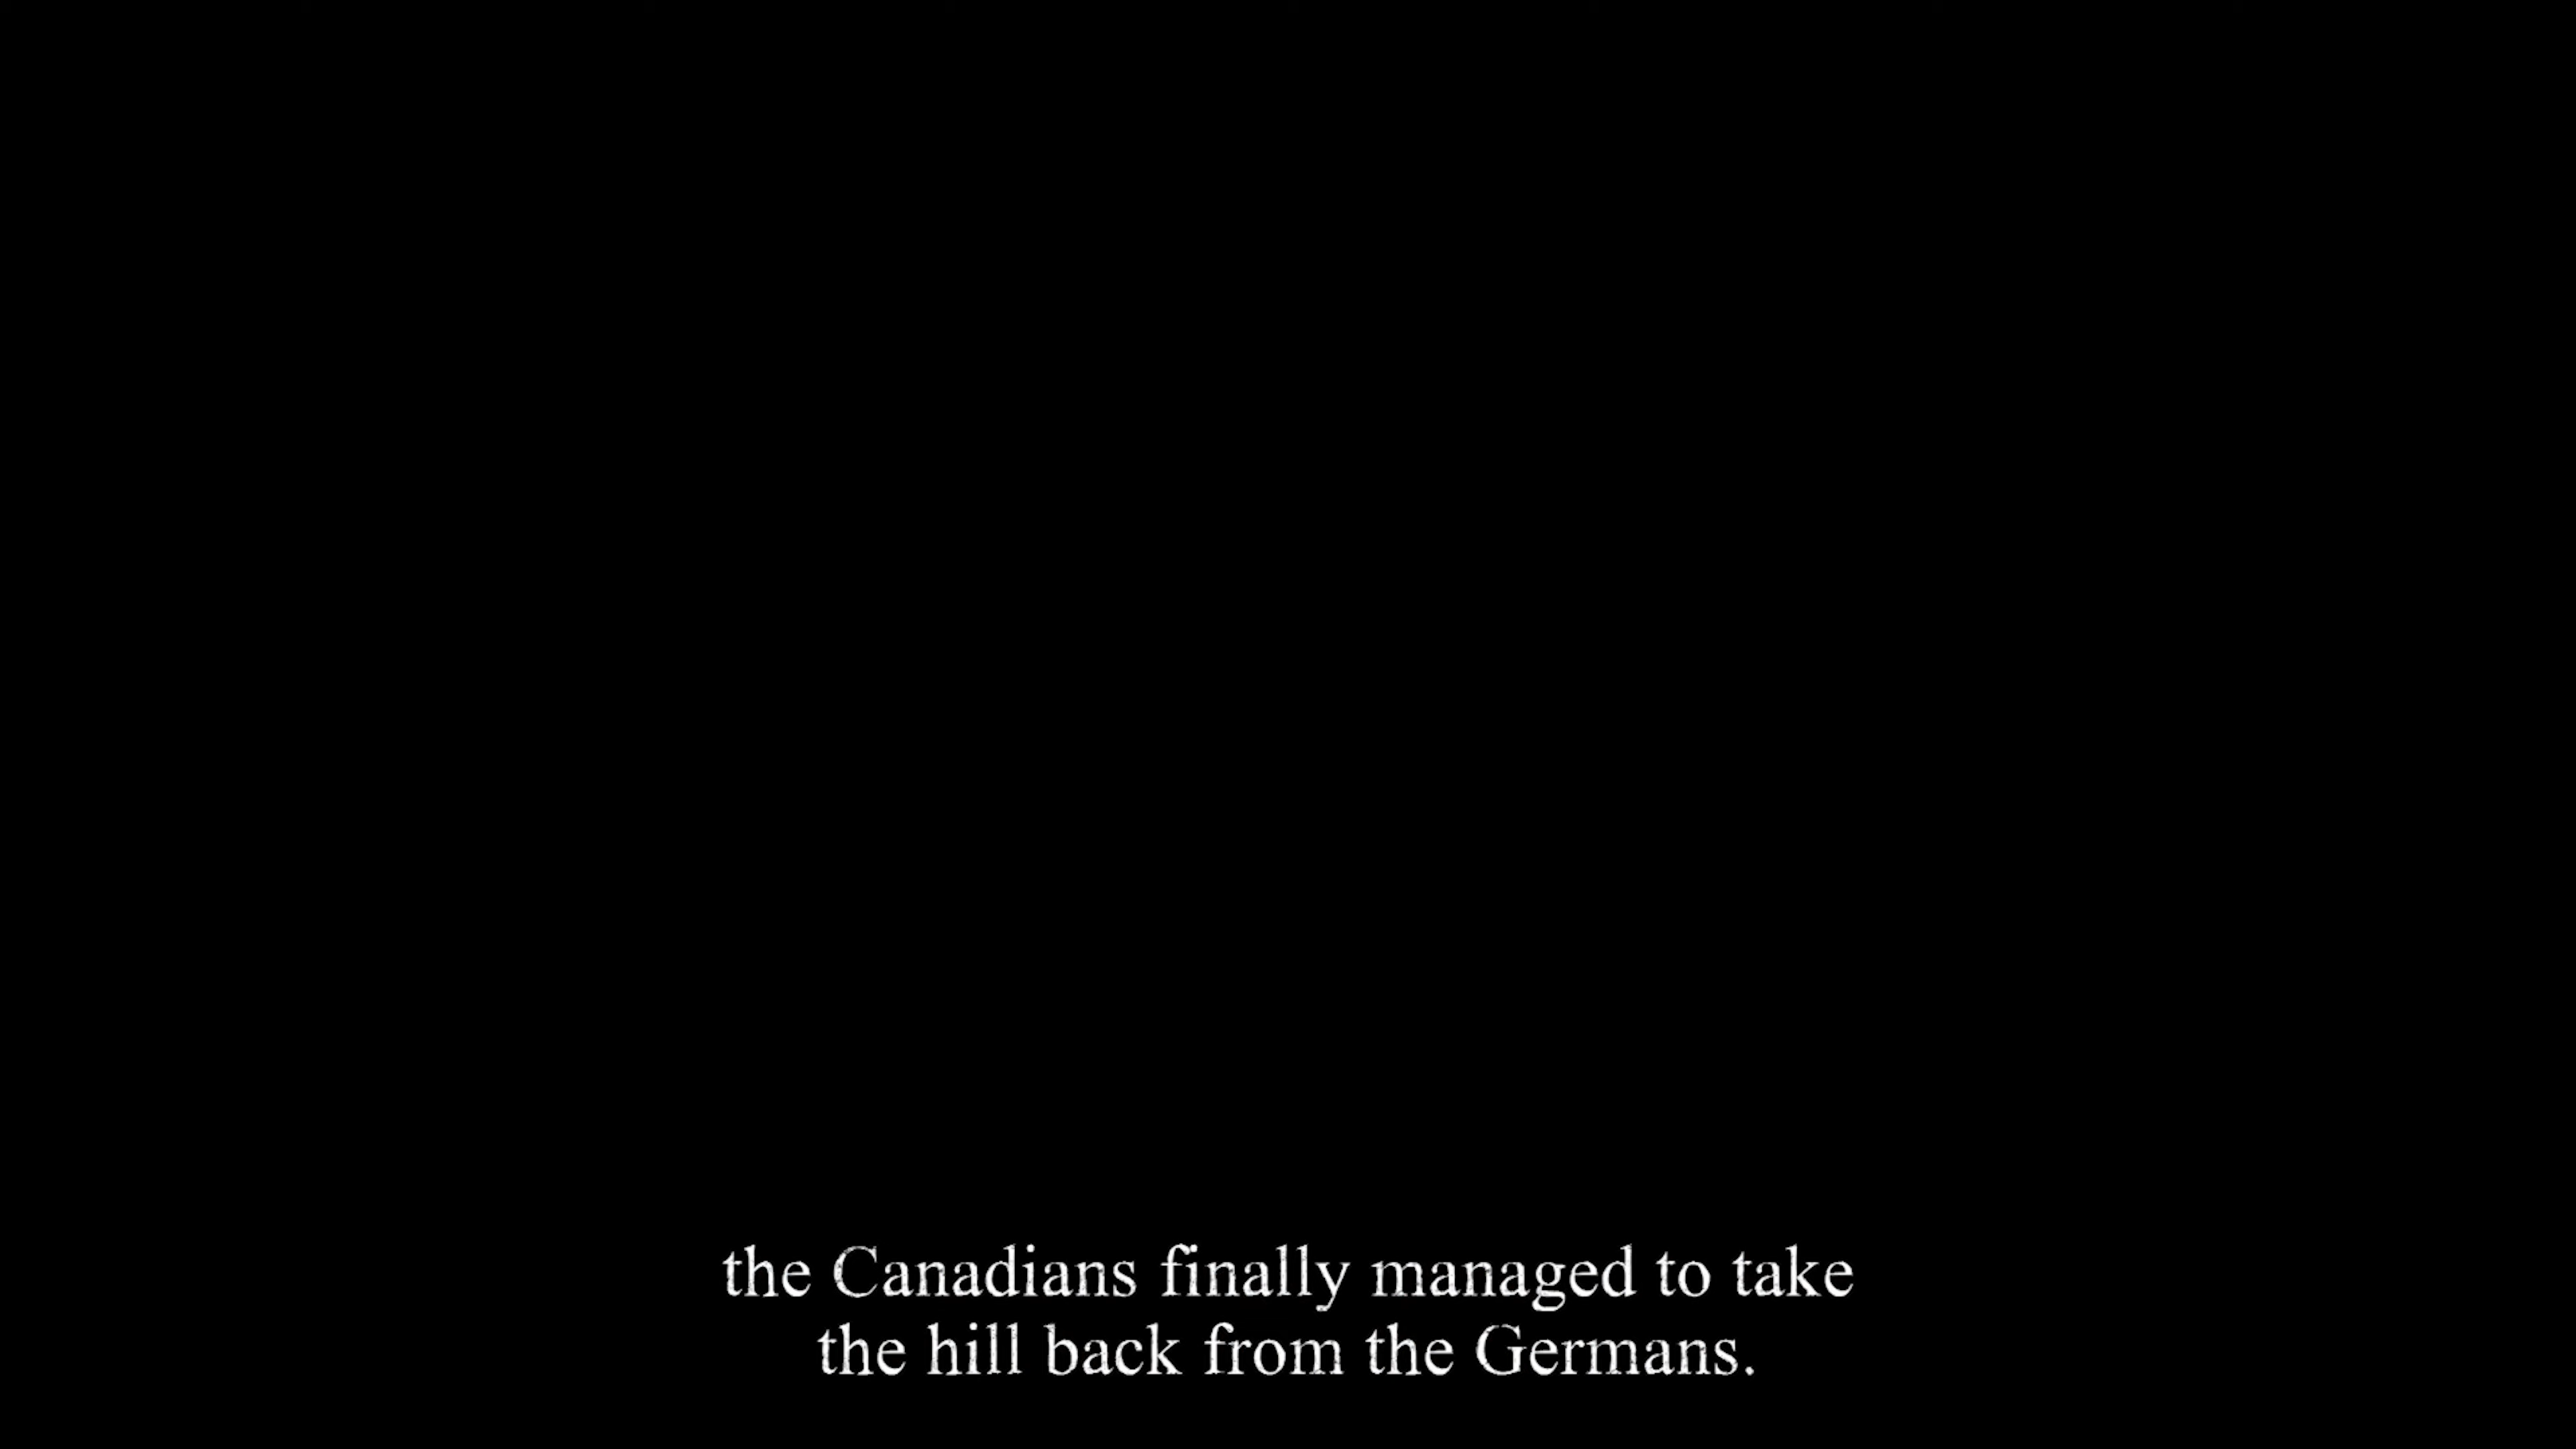 the Canadians finally managed to take
the hill back from the Germans.